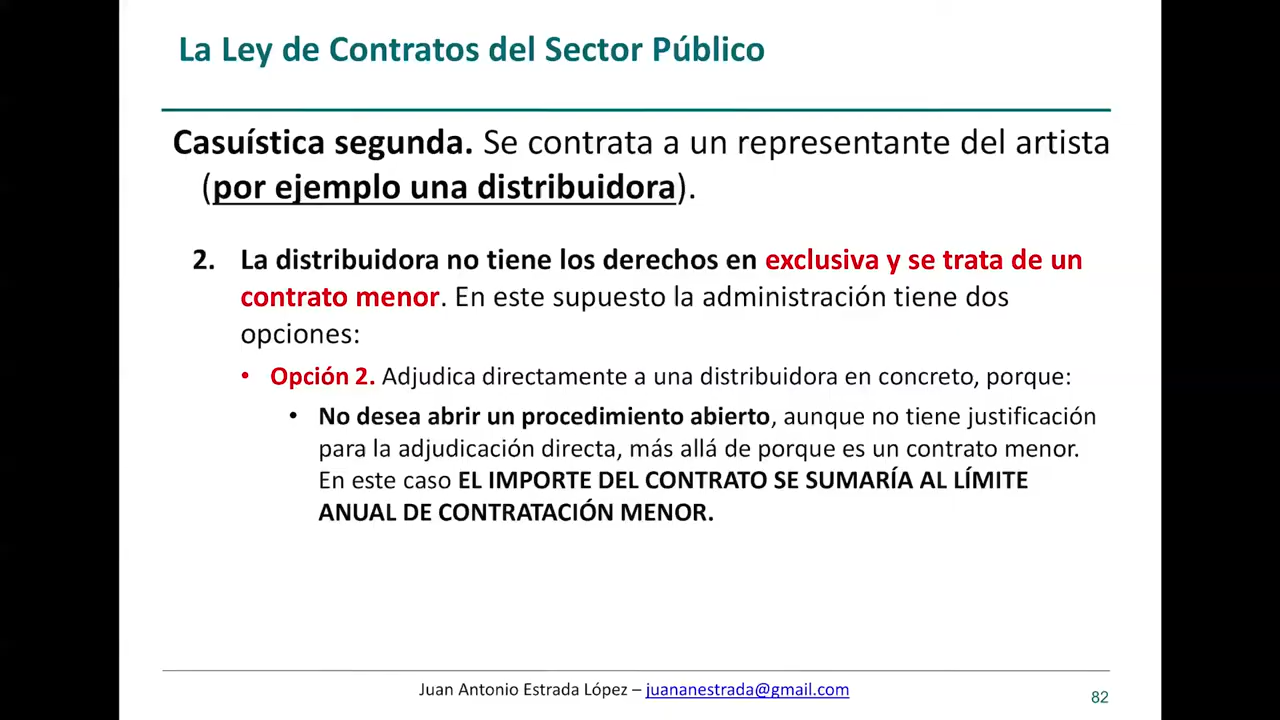 La Ley de Contratos del Sector Público
Casuística segunda. Se contrata a un representante del artista
(por ejemplo una distribuidora).
2. La distribuidora no tiene los derechos en exclusiva y se trata de un
contrato menor. En este supuesto la administración tiene dos
opciones:
• Opción 2. Adjudica directamente a una distribuidora en concreto, porque:
• No desea abrir un procedimiento abierto, aunque no tiene justificación
para la adjudicación directa, más allá de porque es un contrato menor.
En este caso EL IMPORTE DEL CONTRATO SE SUMARÍA AL LÍMITE
ANUAL DE CONTRATACIÓN MENOR.
Juan Antonio Estrada López – juananestrada@gmail.com
82